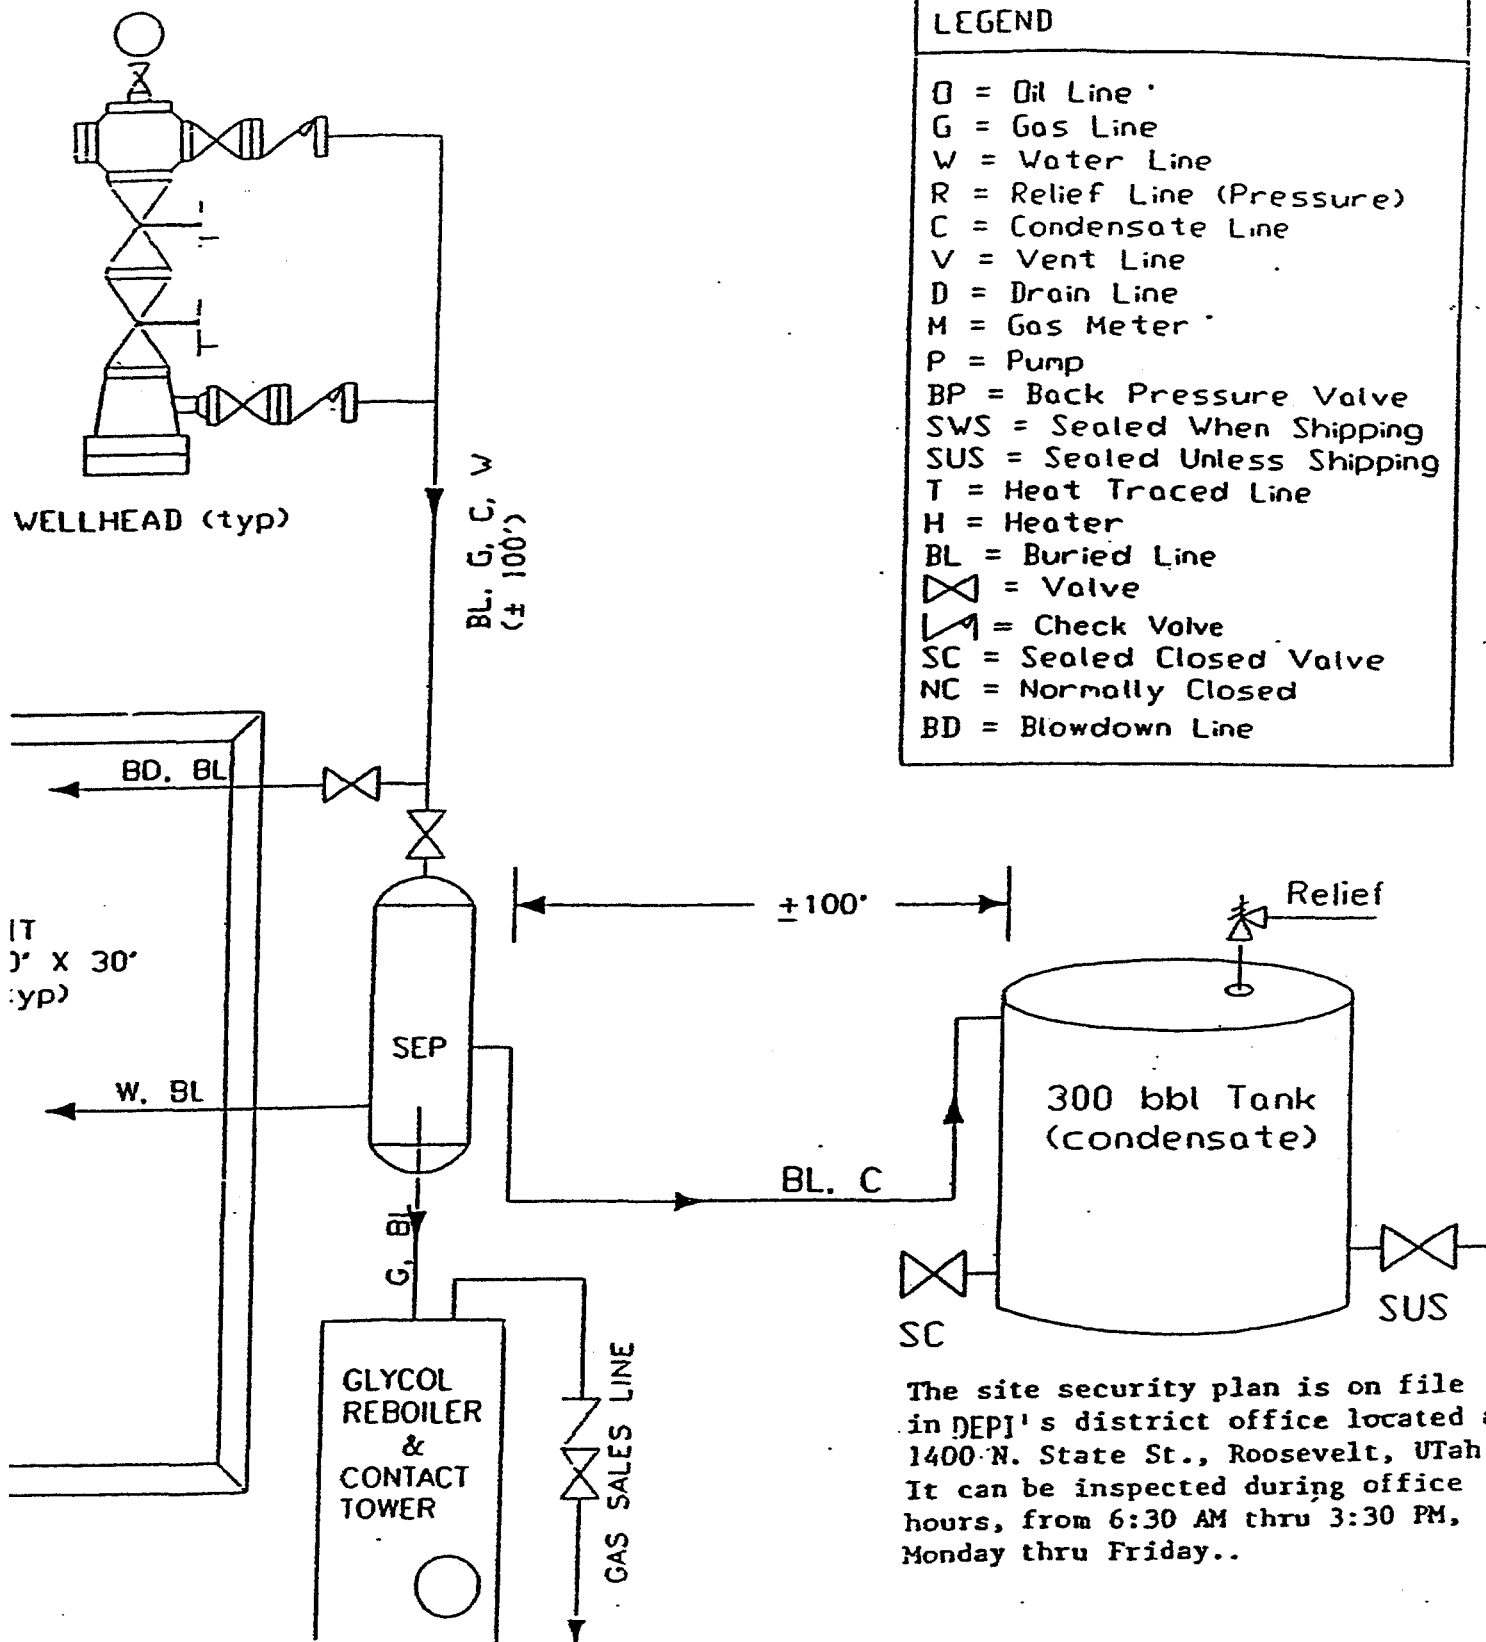 LEGEND
O = Oil Line
G = Gas Line
W = Water Line
R = Relief Line (Pressure)
C = Condensate Line
V = Vent Line
D = Drain Line
M = Gas Meter
P = Pump
BP = Back Pressure Valve
SWS = Sealed When Shipping
SUS = Sealed Unless Shipping
T = Heat Traced Line
H = Heater
BL = Buried Line
= Valve
= Check Valve
SC = Sealed Closed Valve
NC = Normally Closed
BD = Blowdown Line
WELLHEAD (typ)
BL, G, C, W
(± 100')
BD, BL
±100'
Relief
X 30'
SEP
W, BL
300 bbl Tank
(condensate)
BL, C
G, BL
SC
SUS
GLYCOL
REBOILER
&
CONTACT
TOWER
GAS SALES LINE
The site security plan is on file
in DEPI's district office located
1400 N. State St., Roosevelt, UTah
It can be inspected during office
hours, from 6:30 AM thru 3:30 PM,
Monday thru Friday..